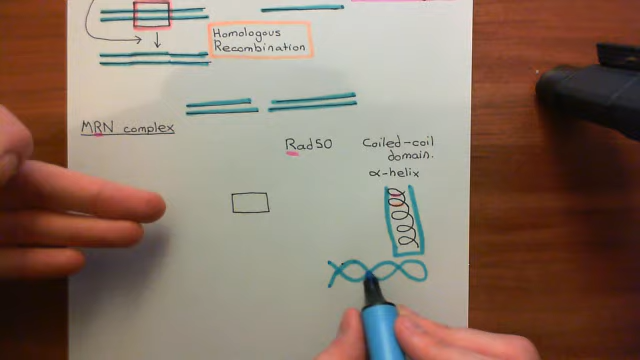 Homologous
Recombination
MRN complex
Rad50
Coiled-coil
domain.
α-helix